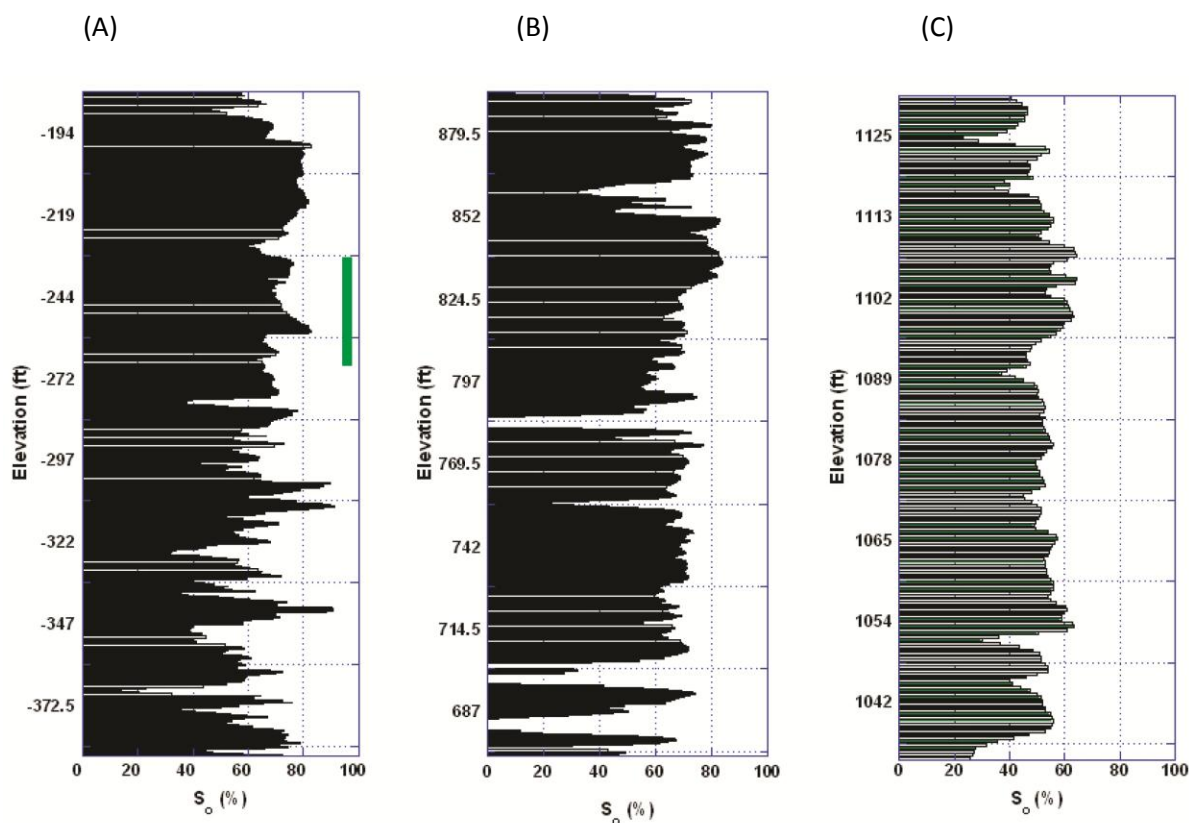 (A)
(B)
(C)
Elevation (ft)
-194
-219
-244
-272
-297
-322
-347
-372.5
0 20 40 60 80 100
S_o (%)
Elevation (ft)
879.5
852
824.5
797
769.5
742
714.5
687
0 20 40 60 80 100
S_o (%)
Elevation (ft)
1125
1113
1102
1089
1078
1065
1054
1042
0 20 40 60 80 100
S_o (%)